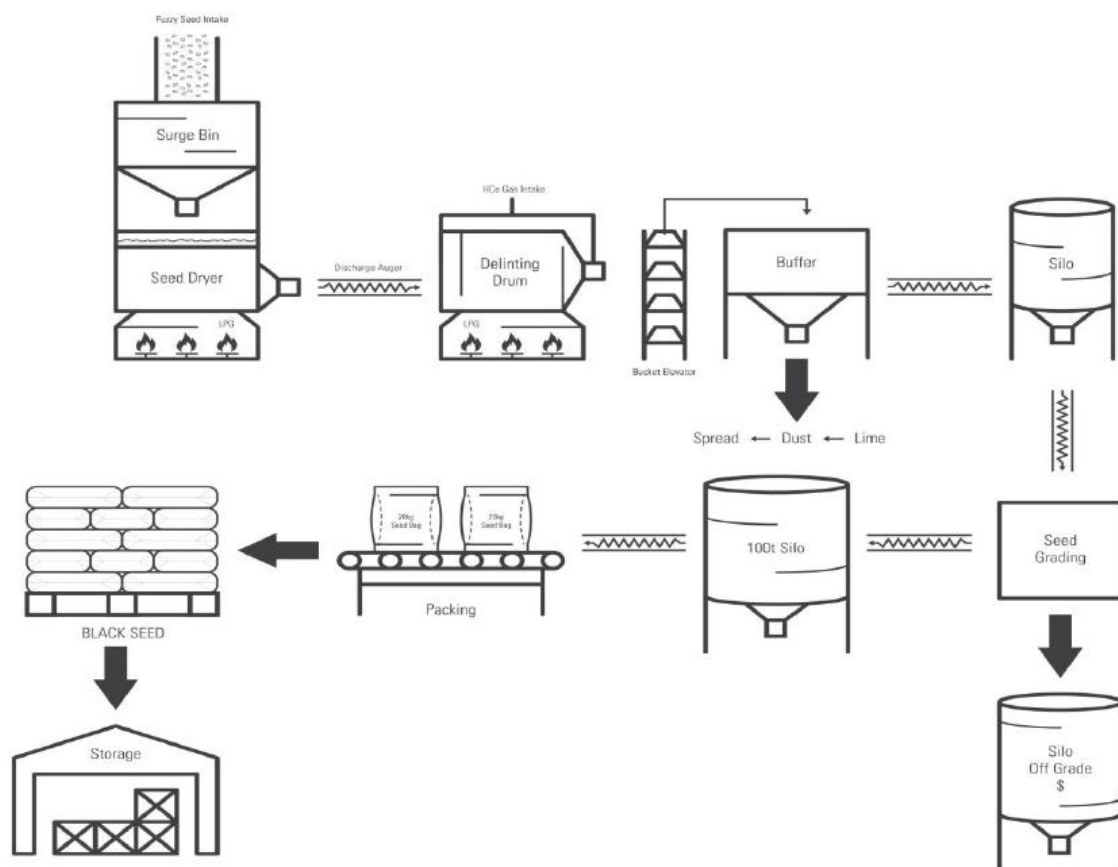 Fuzzy Seed Intake
Surge Bin
Seed Dryer
LPG
Discharge Auger
HCe Gas Intake
Delinting
Drum
LPG
Bucket Elevator
Buffer
Silo
Spread ← Dust ← Lime
Seed
Grading
100t Silo
20kg
Seed Bag
20kg
Seed Bag
Packing
BLACK SEED
Storage
Silo
Off Grade
$